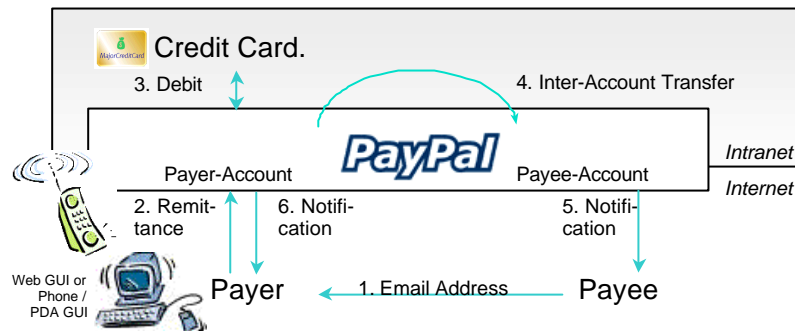 MajorCreditCard
Credit Card.
3. Debit
4. Inter-Account Transfer
PayPal
Payer-Account
Payee-Account
Intranet
Internet
2. Remit-
tance
6. Notifi-
cation
5. Notifi-
cation
Web GUI or
Phone /
PDA GUI
Payer
1. Email Address
Payee